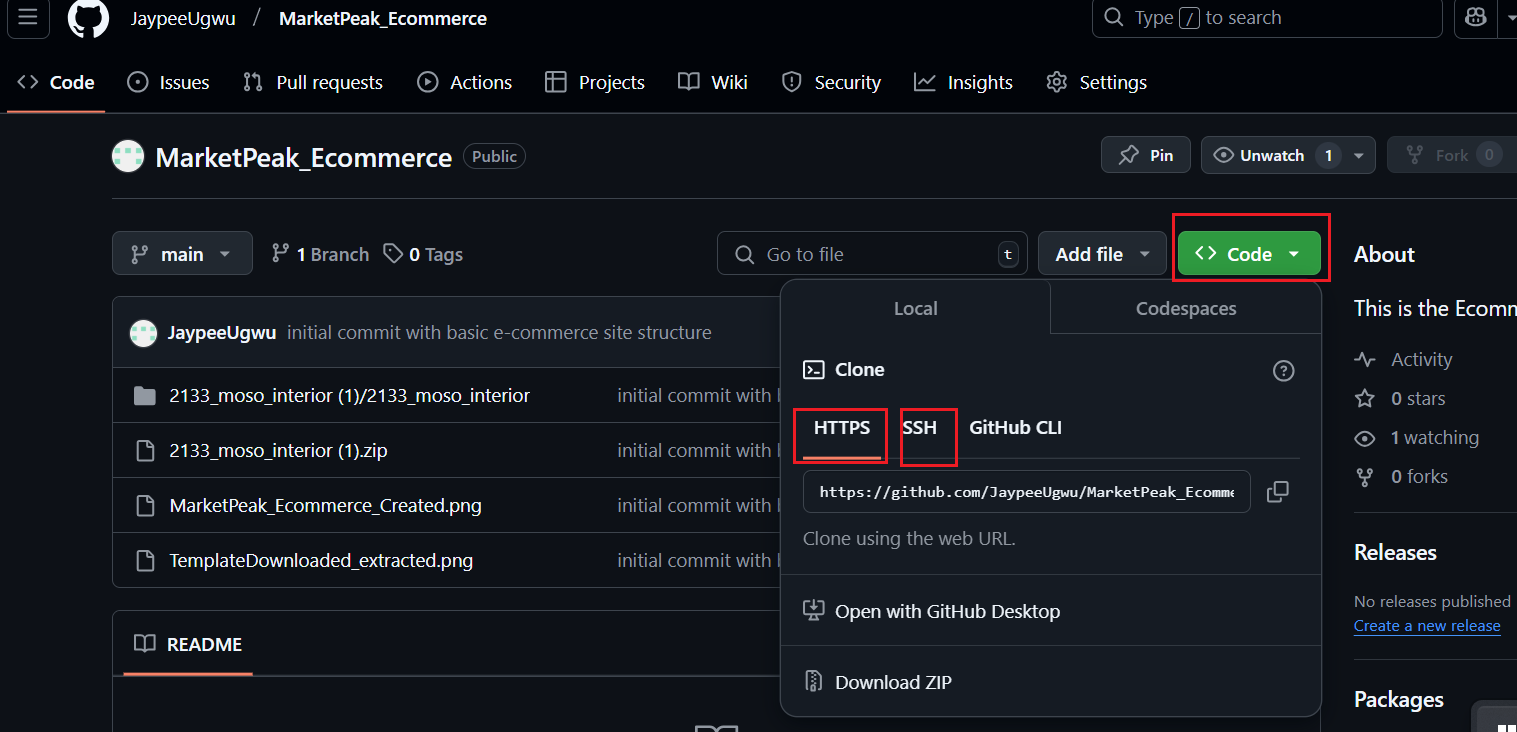 JaypeeUgwu / MarketPeak_Ecommerce
Type / to search
Code Issues Pull requests Actions Projects Wiki Security Insights Settings
MarketPeak_Ecommerce Public
Pin Unwatch 1 Fork 0
main 1 Branch 0 Tags Go to file t Add file Code
About
This is the Ecomm
Local Codespaces
JaypeeUgwu initial commit with basic e-commerce site structure
Clone
2133_moso_interior (1)/2133_moso_interior initial commit with
HTTPS SSH GitHub CLI
2133_moso_interior (1).zip initial commit with
https://github.com/JaypeeUgwu/MarketPeak_Ecomme
MarketPeak_Ecommerce_Created.png initial commit with
Clone using the web URL.
TemplateDownloaded_extracted.png initial commit with
Open with GitHub Desktop
README
Download ZIP
Activity
0 stars
1 watching
0 forks
Releases
No releases published
Create a new release
Packages